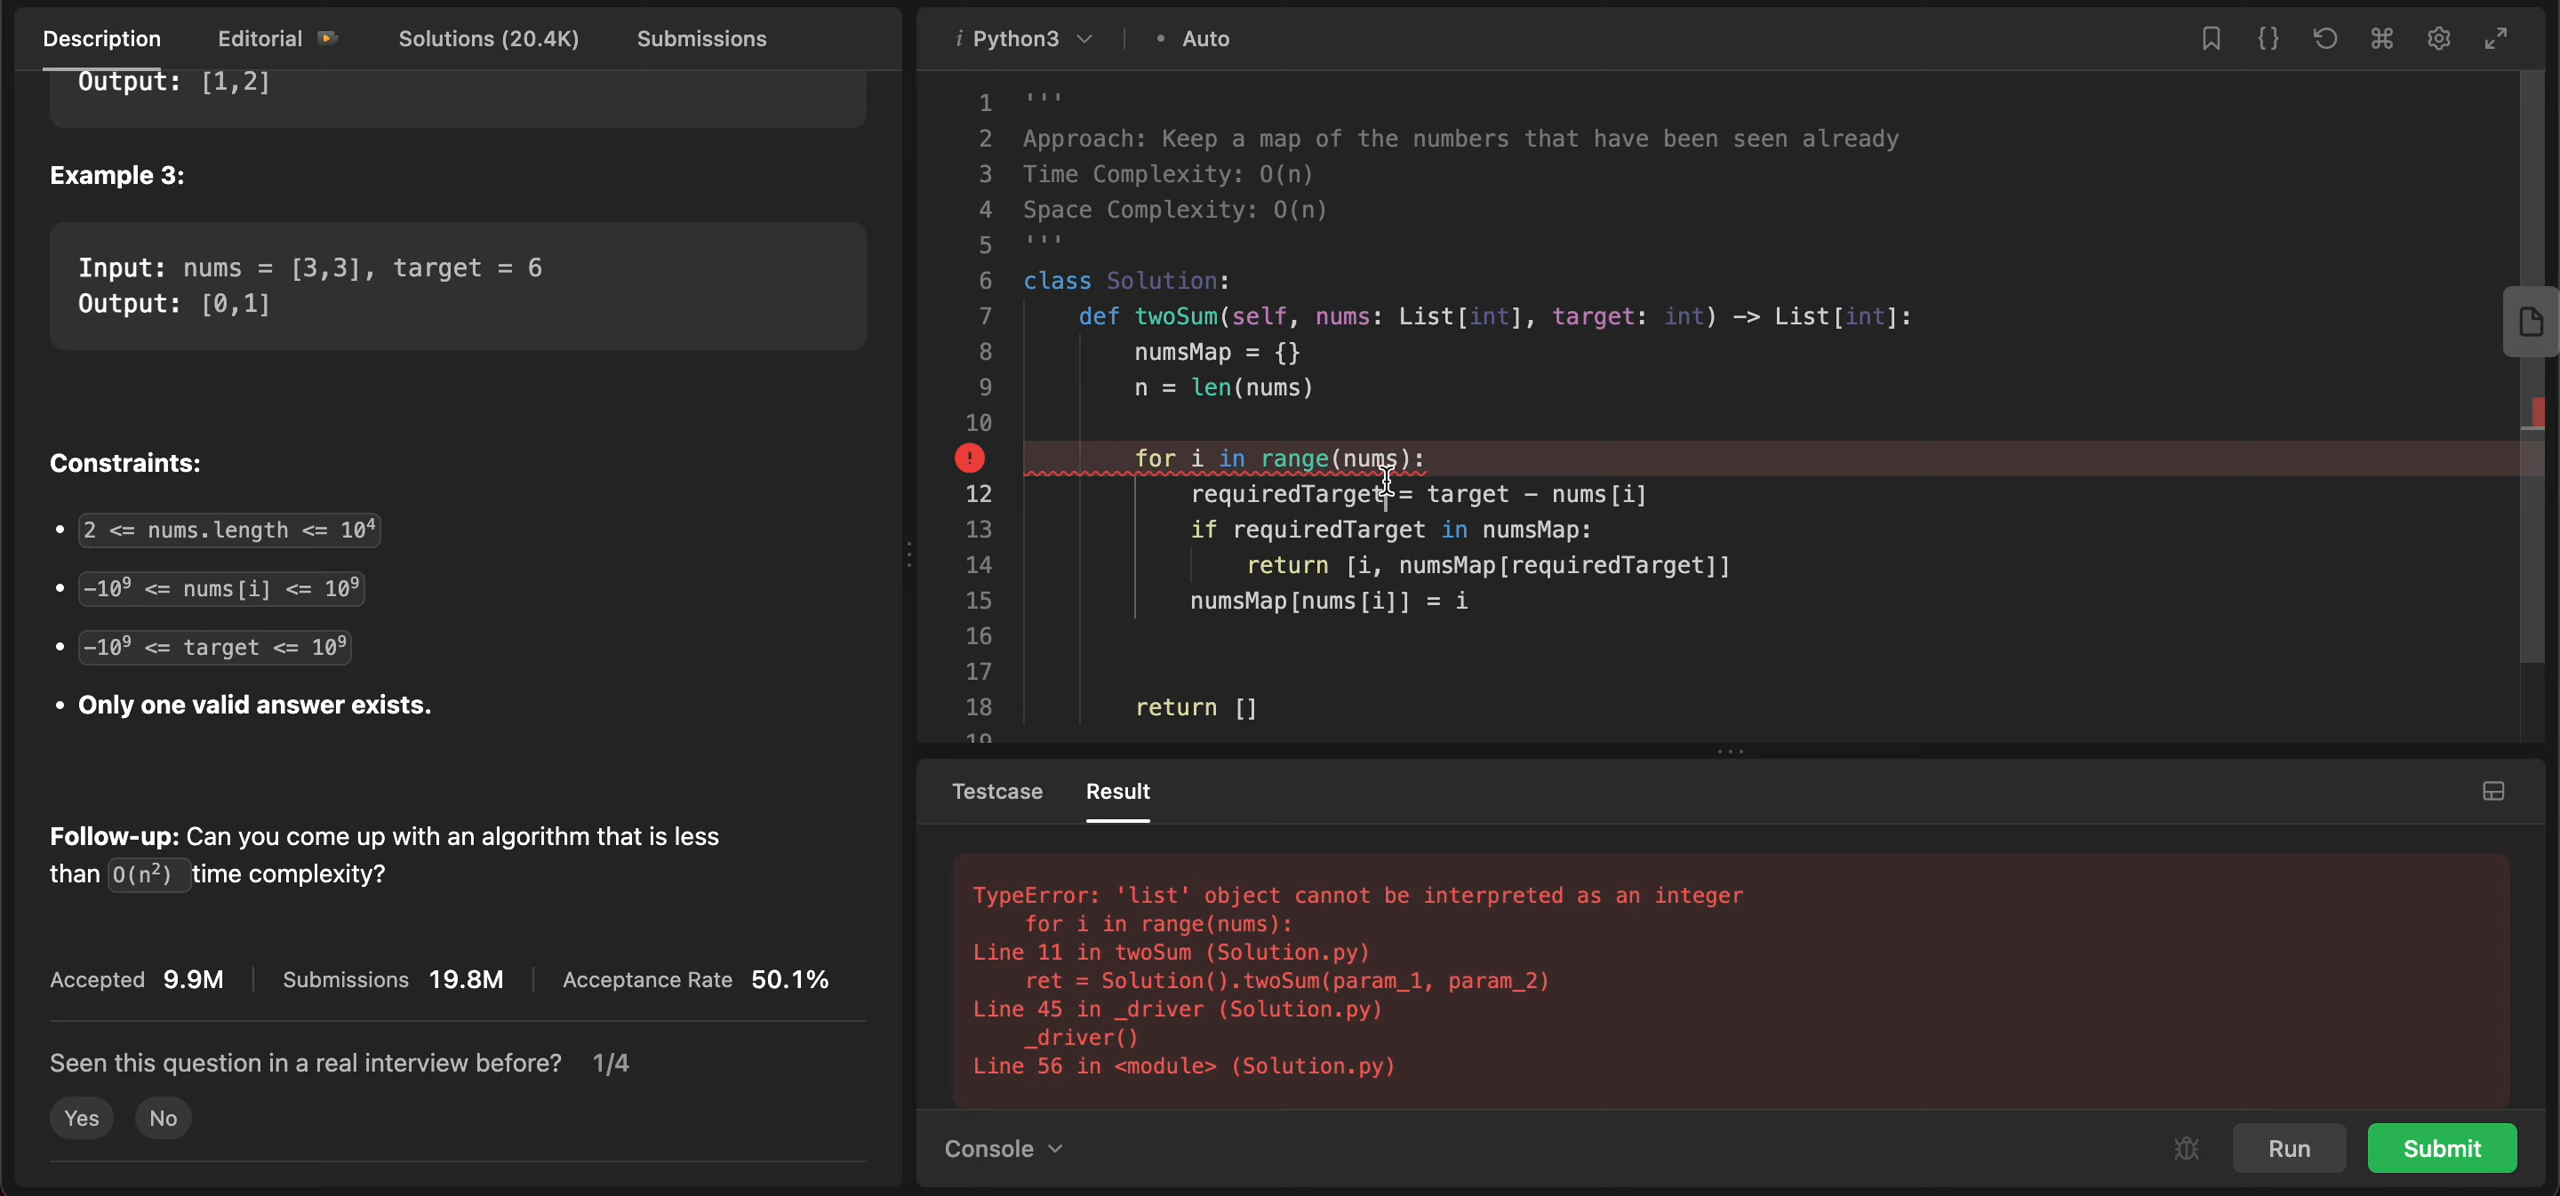 Description Editorial Solutions (20.4K) Submissions
Output: [1,2]
Example 3:
Input: nums = [3,3], target = 6
Output: [0,1]
Constraints:
• 2 <= nums.length <= 10⁴
• -10⁹ <= nums[i] <= 10⁹
• -10⁹ <= target <= 10⁹
• Only one valid answer exists.
Follow-up: Can you come up with an algorithm that is less
than O(n²) time complexity?
Accepted 9.9M Submissions 19.8M Acceptance Rate 50.1%
Seen this question in a real interview before? 1/4
Yes No
i Python3 • Auto
1 '''
2 Approach: Keep a map of the numbers that have been seen already
3 Time Complexity: O(n)
4 Space Complexity: O(n)
5 '''
6 class Solution:
7 def twoSum(self, nums: List[int], target: int) -> List[int]:
8 numsMap = {}
9 n = len(nums)
10
for i in range(nums):
12 requiredTarget = target - nums[i]
13 if requiredTarget in numsMap:
14 return [i, numsMap[requiredTarget]]
15 numsMap[nums[i]] = i
16
17
18 return []
19
Testcase Result
TypeError: 'list' object cannot be interpreted as an integer
for i in range(nums):
Line 11 in twoSum (Solution.py)
ret = Solution().twoSum(param_1, param_2)
Line 45 in _driver (Solution.py)
_driver()
Line 56 in <module> (Solution.py)
Console Run Submit